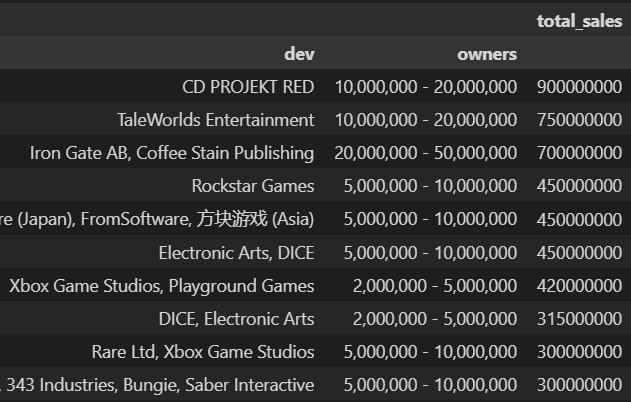 total_sales
dev owners
CD PROJEKT RED 10,000,000 - 20,000,000 900000000
TaleWorlds Entertainment 10,000,000 - 20,000,000 750000000
Iron Gate AB, Coffee Stain Publishing 20,000,000 - 50,000,000 700000000
Rockstar Games 5,000,000 - 10,000,000 450000000
re (Japan), FromSoftware, 方块游戏 (Asia) 5,000,000 - 10,000,000 450000000
Electronic Arts, DICE 5,000,000 - 10,000,000 450000000
Xbox Game Studios, Playground Games 2,000,000 - 5,000,000 420000000
DICE, Electronic Arts 2,000,000 - 5,000,000 315000000
Rare Ltd, Xbox Game Studios 5,000,000 - 10,000,000 300000000
, 343 Industries, Bungie, Saber Interactive 5,000,000 - 10,000,000 300000000